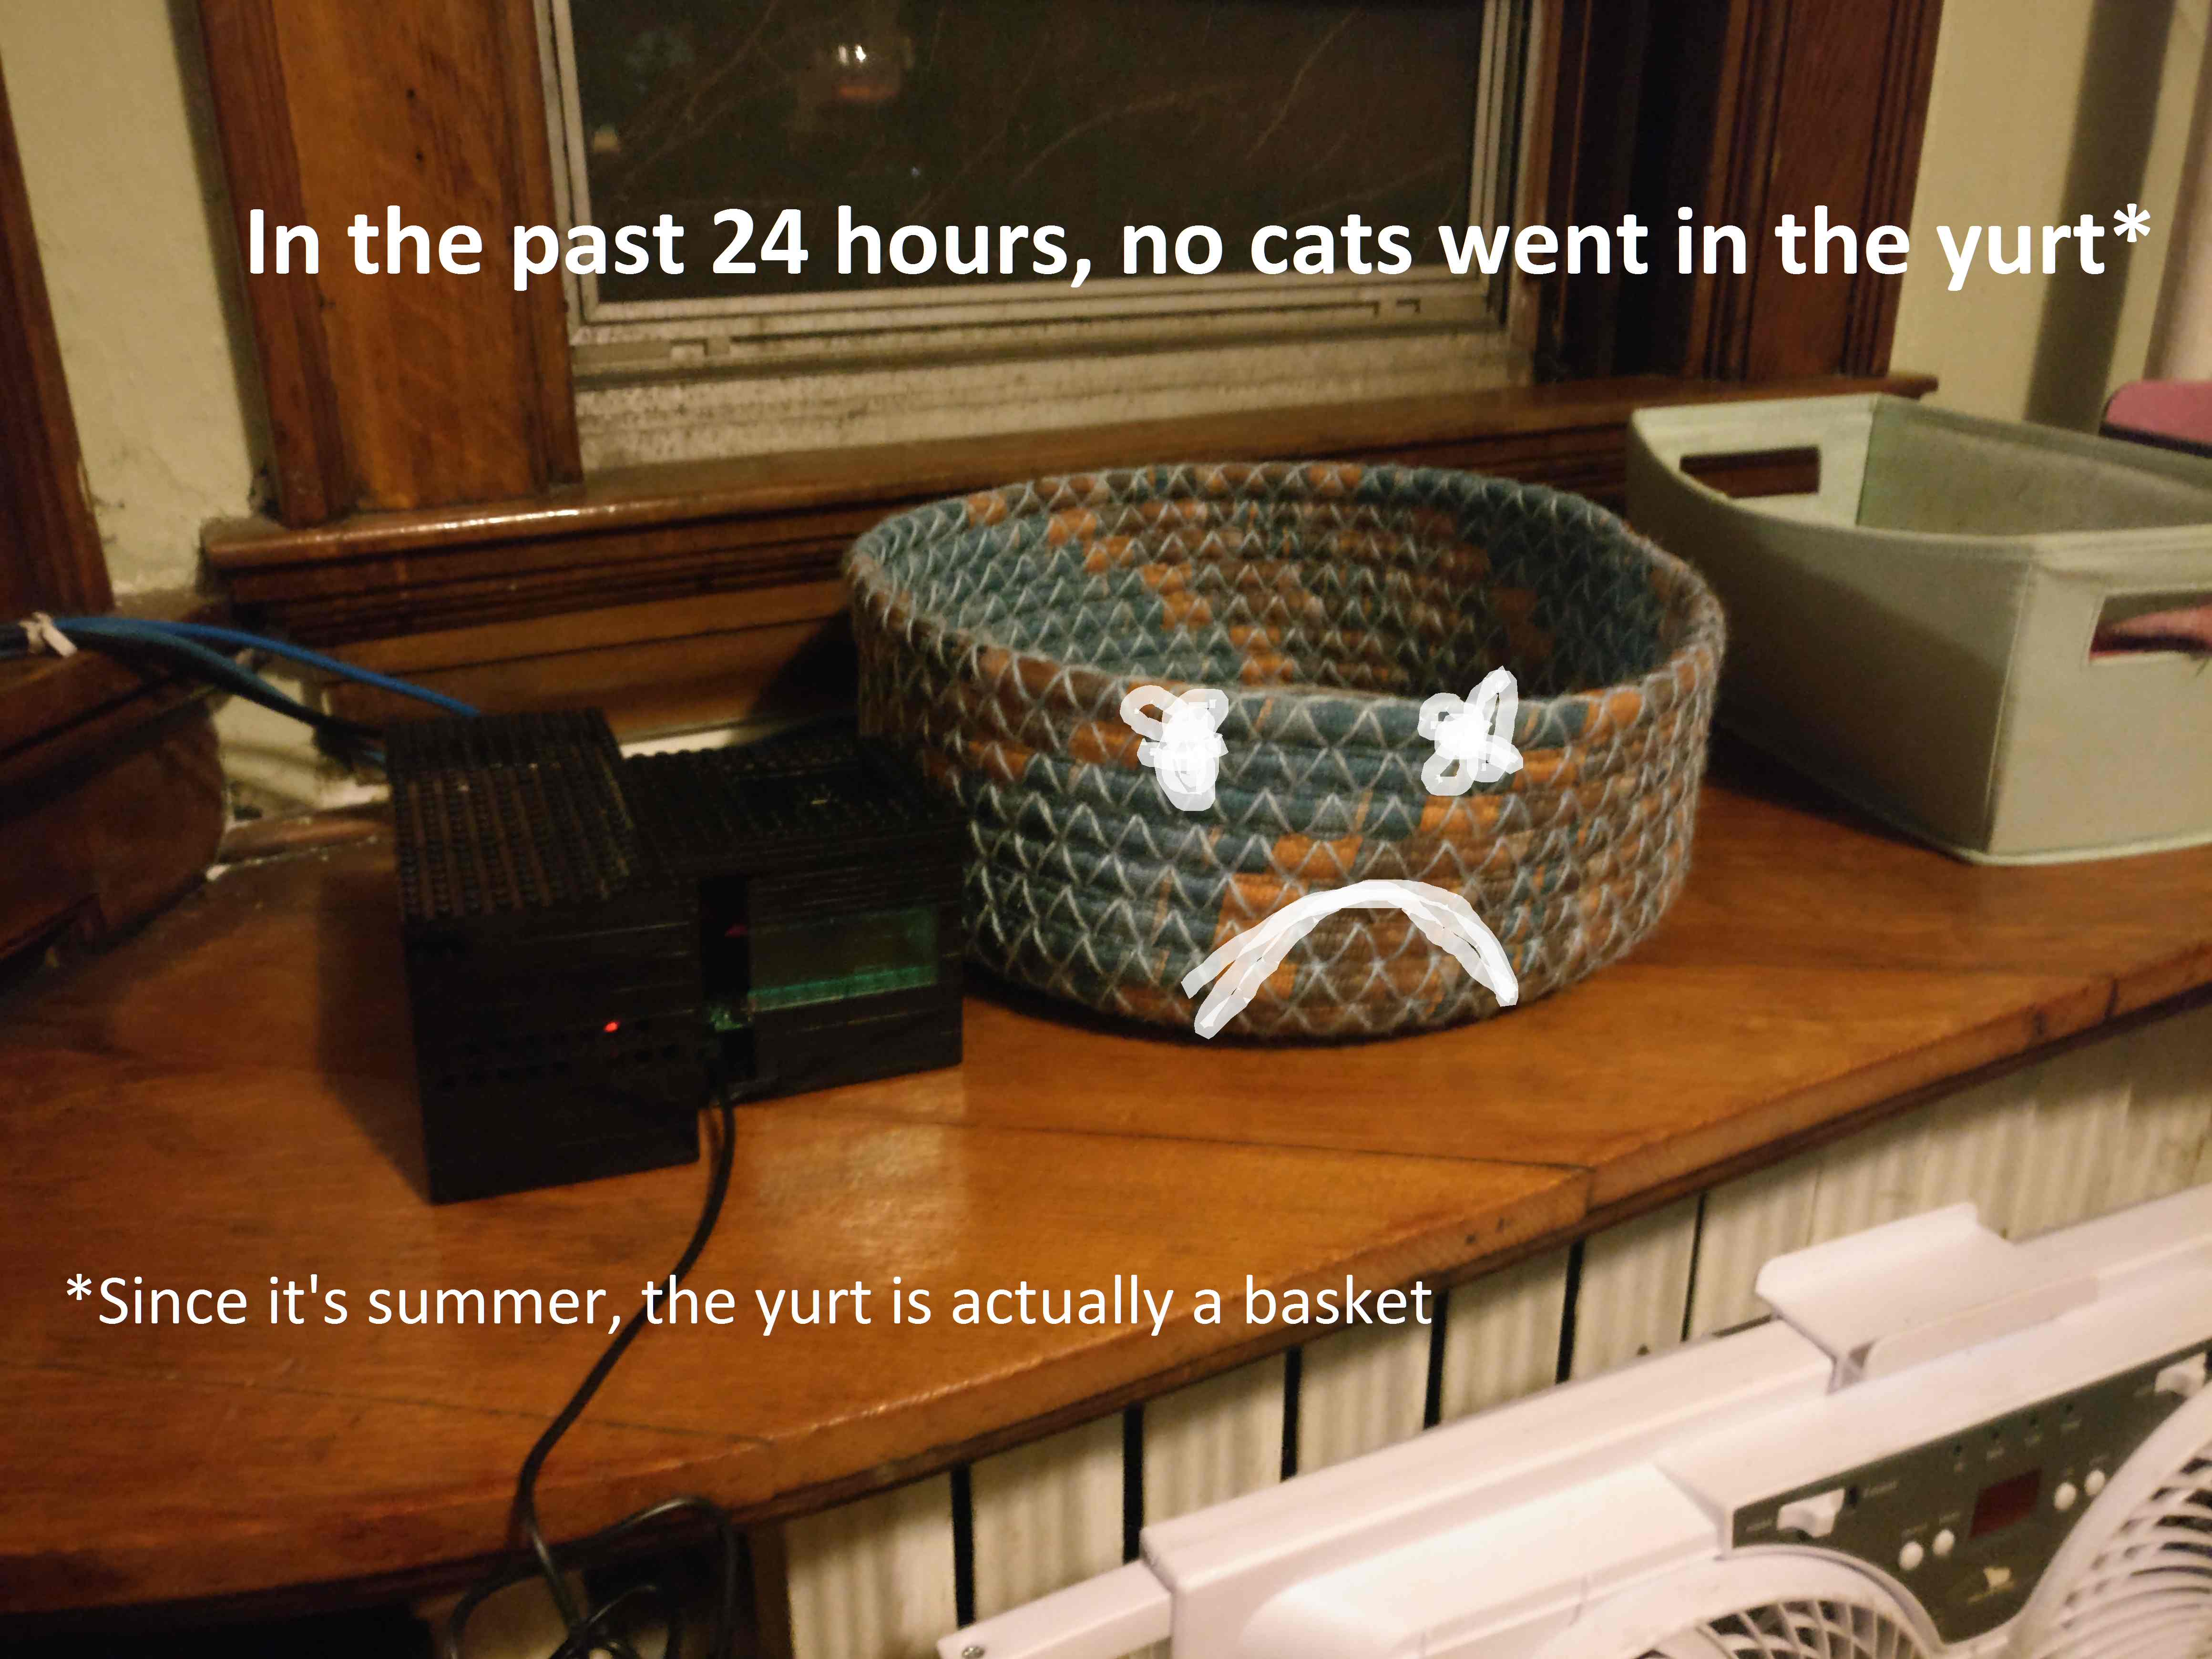 In the past 24 hours, no cats went in the yurt*
*Since it's summer, the yurt is actually a basket